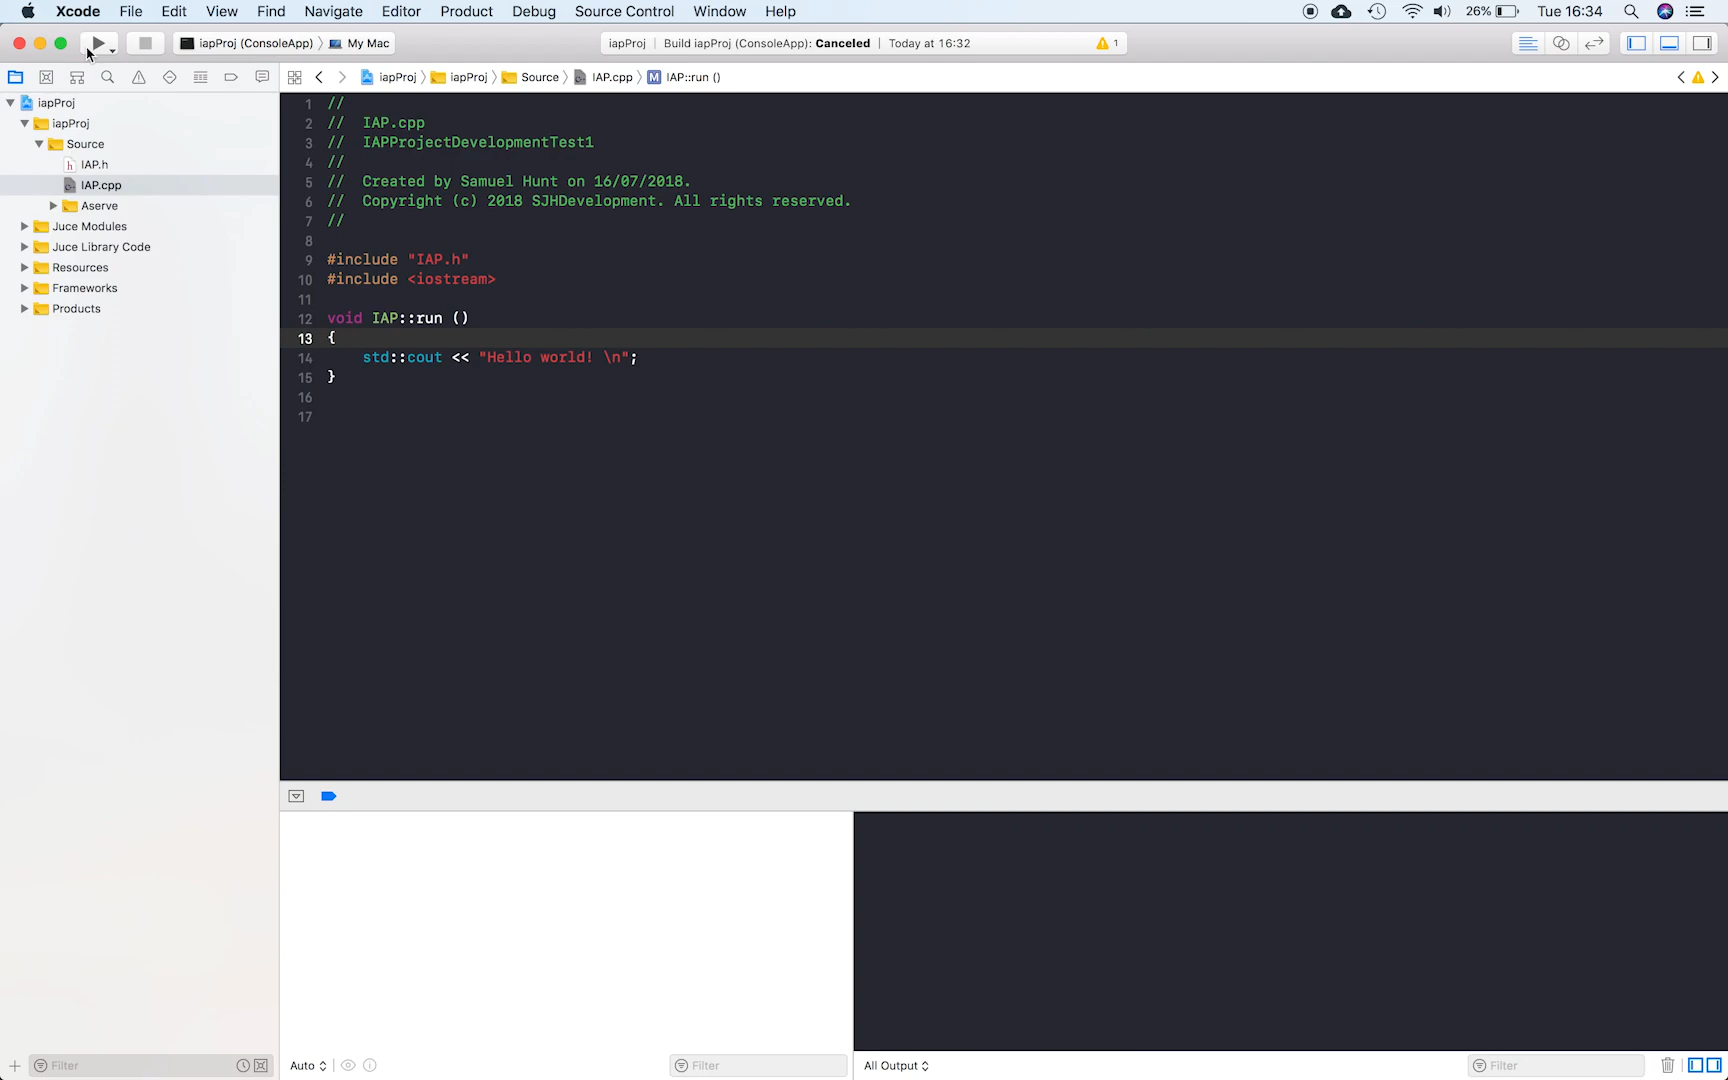 Xcode File Edit View Find Navigate Editor Product Debug Source Control Window Help 26% Tue 16:34
iapProj (ConsoleApp) My Mac iapProj Build iapProj (ConsoleApp): Canceled Today at 16:32 1
iapProj iapProj Source IAP.cpp M IAP::run ()
iapProj
iapProj
Source
h IAP.h
IAP.cpp
Aserve
Juce Modules
Juce Library Code
Resources
Frameworks
Products
1 //
2 // IAP.cpp
3 // IAPProjectDevelopmentTest1
4 //
5 // Created by Samuel Hunt on 16/07/2018.
6 // Copyright (c) 2018 SJHDevelopment. All rights reserved.
7 //
8
9 #include "IAP.h"
10 #include <iostream>
11
12 void IAP::run ()
13 {
14 std::cout << "Hello world! \n";
15 }
16
17
Filter Auto Filter All Output Filter